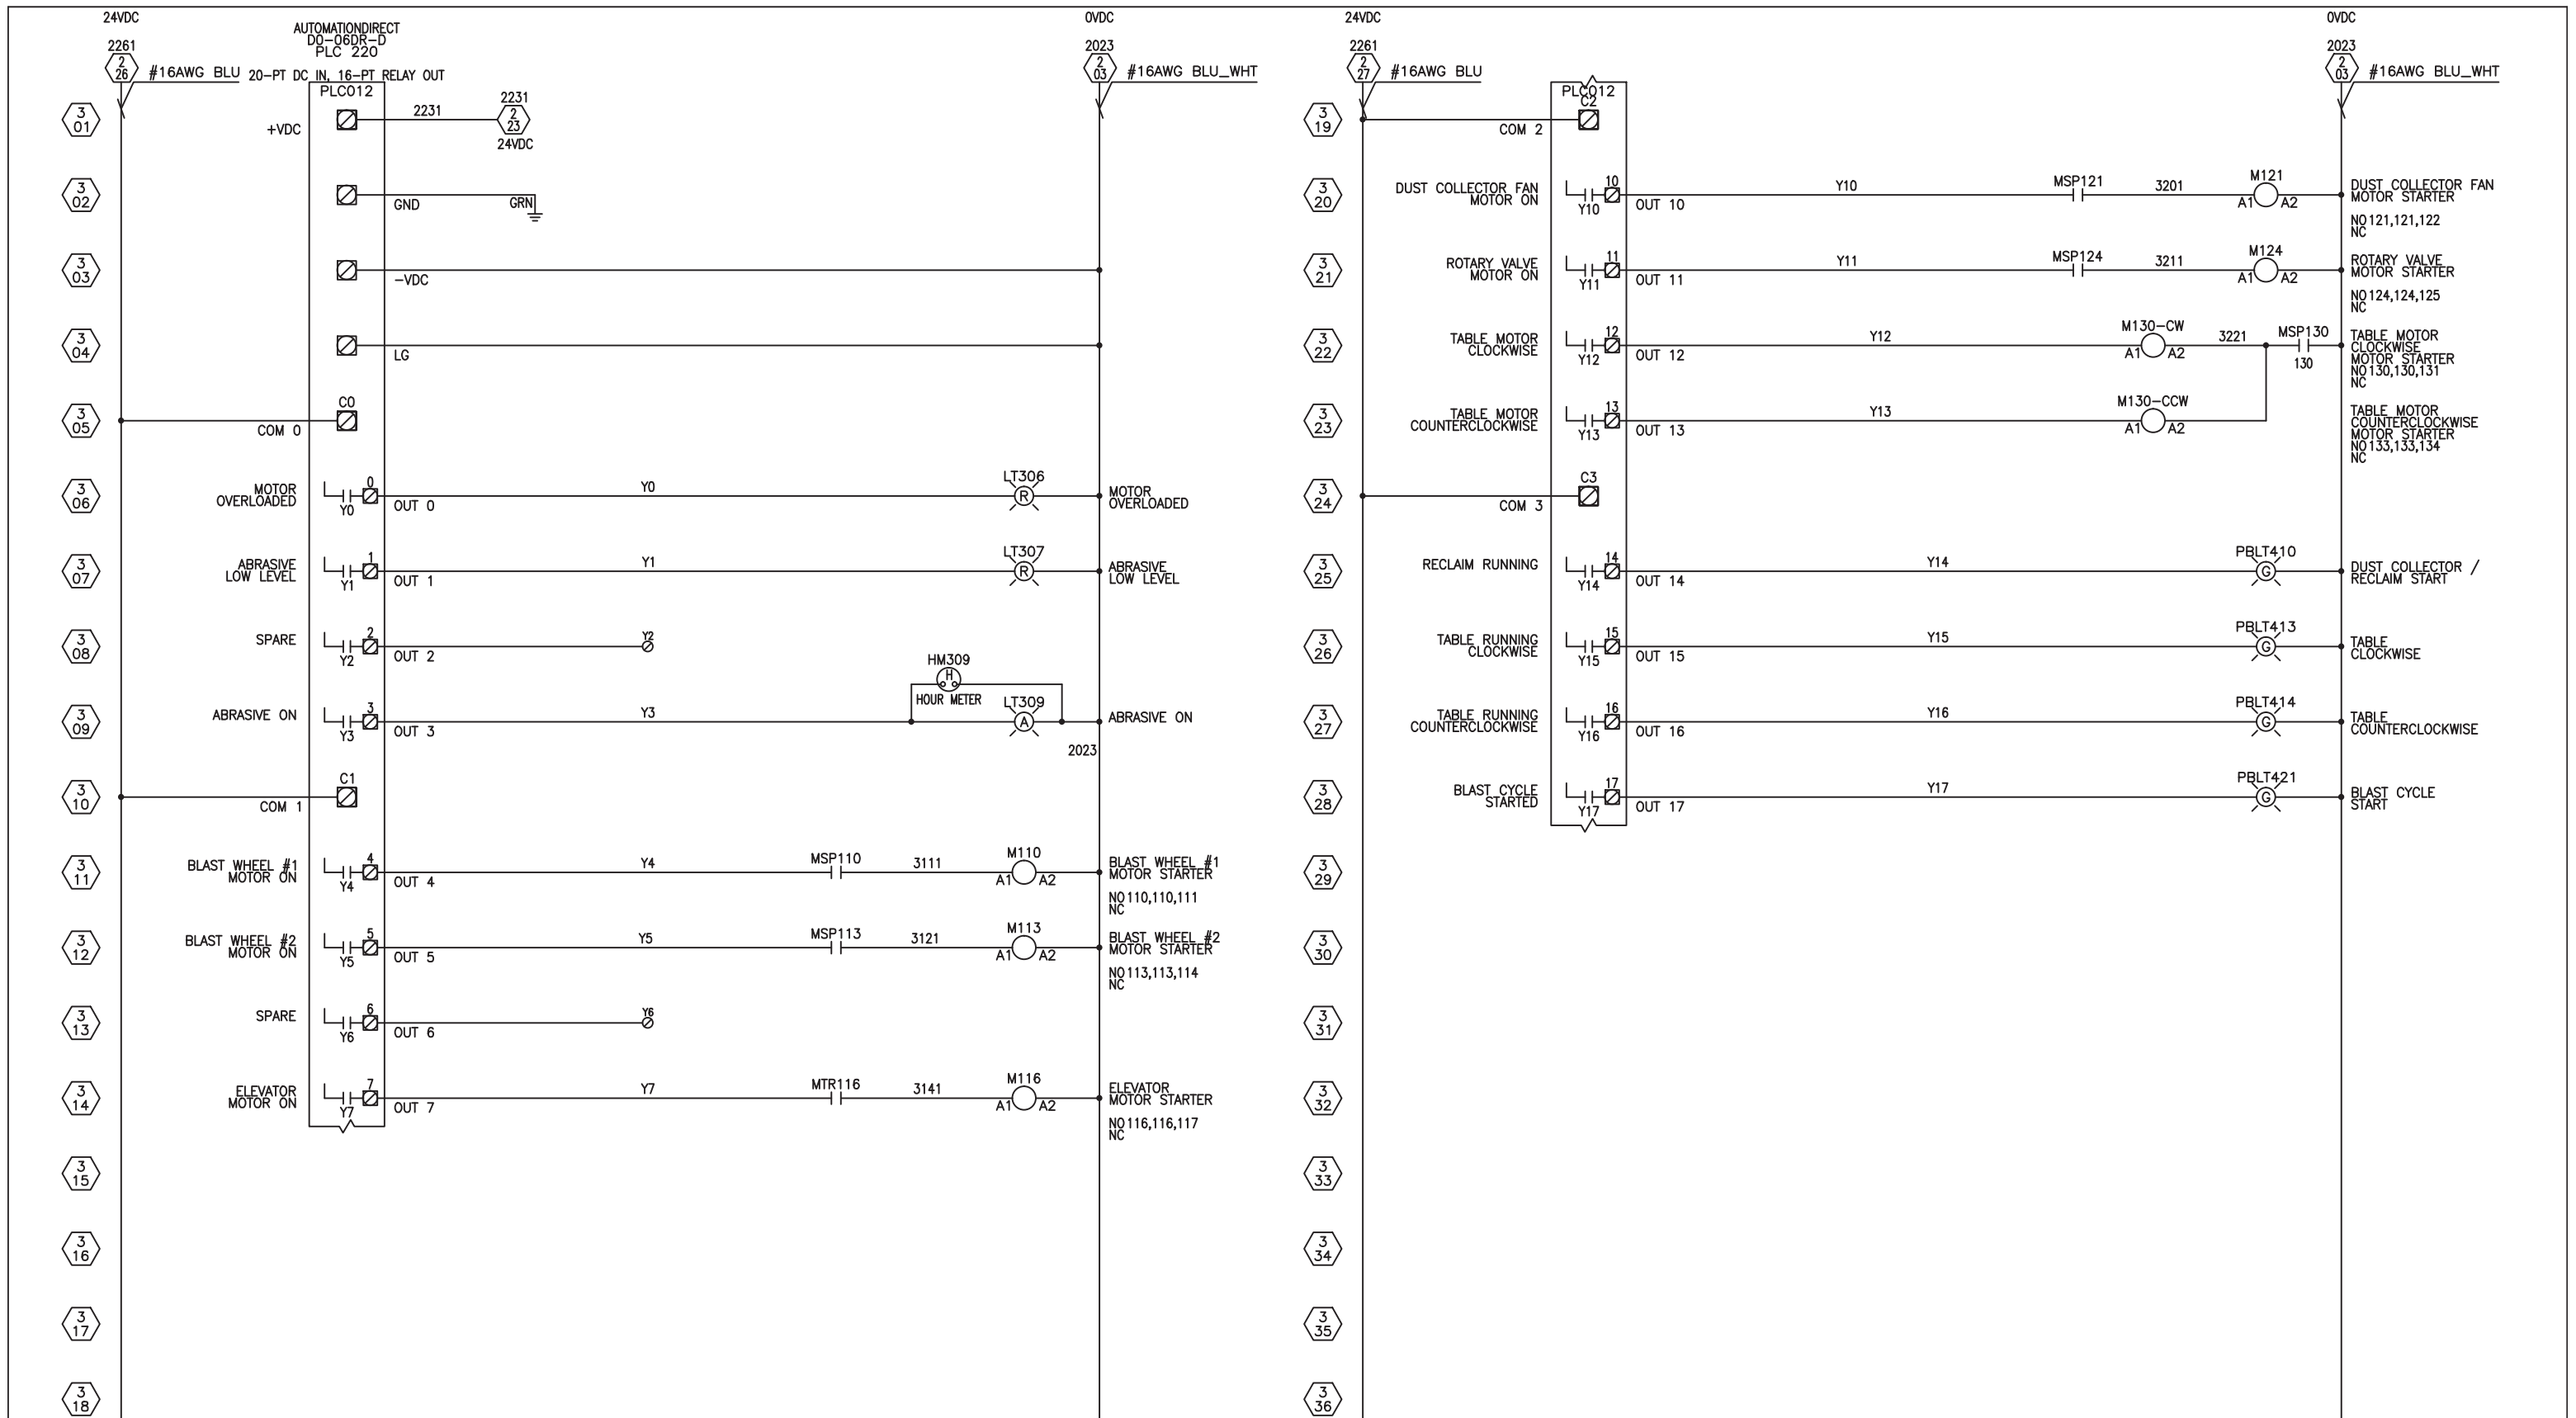 24VDC
2261
2
26
#16AWG BLU
AUTOMATIONDIRECT
D0-06DR-D
PLC 220
20-PT DC IN, 16-PT RELAY OUT
PLC012
0VDC
2023
2
03
#16AWG BLU_WHT
3
01
+VDC
2231
2231
2
23
24VDC
3
02
GND
GRN
3
03
-VDC
3
04
LG
3
05
COM 0
C0
3
06
MOTOR
OVERLOADED
0
Y0
OUT 0
Y0
LT306
R
MOTOR
OVERLOADED
3
07
ABRASIVE
LOW LEVEL
1
Y1
OUT 1
Y1
LT307
R
ABRASIVE
LOW LEVEL
3
08
SPARE
2
Y2
OUT 2
Y2
3
09
ABRASIVE ON
3
Y3
OUT 3
Y3
HM309
H
HOUR METER
LT309
A
ABRASIVE ON
2023
3
10
COM 1
C1
3
11
BLAST WHEEL #1
MOTOR ON
4
Y4
OUT 4
Y4
MSP110
3111
M110
A1
A2
BLAST WHEEL #1
MOTOR STARTER
NO 110,110,111
NC
3
12
BLAST WHEEL #2
MOTOR ON
5
Y5
OUT 5
Y5
MSP113
3121
M113
A1
A2
BLAST WHEEL #2
MOTOR STARTER
NO 113,113,114
NC
3
13
SPARE
6
Y6
OUT 6
Y6
3
14
ELEVATOR
MOTOR ON
7
Y7
OUT 7
Y7
MTR116
3141
M116
A1
A2
ELEVATOR
MOTOR STARTER
NO 116,116,117
NC
3
15
3
16
3
17
3
18
24VDC
2261
2
27
#16AWG BLU
PLC012
0VDC
2023
2
03
#16AWG BLU_WHT
3
19
COM 2
C2
3
20
DUST COLLECTOR FAN
MOTOR ON
10
Y10
OUT 10
Y10
MSP121
3201
M121
A1
A2
DUST COLLECTOR FAN
MOTOR STARTER
NO 121,121,122
NC
3
21
ROTARY VALVE
MOTOR ON
11
Y11
OUT 11
Y11
MSP124
3211
M124
A1
A2
ROTARY VALVE
MOTOR STARTER
NO 124,124,125
NC
3
22
TABLE MOTOR
CLOCKWISE
12
Y12
OUT 12
Y12
M130-CW
A1
A2
3221
MSP130
130
TABLE MOTOR
CLOCKWISE
MOTOR STARTER
NO 130,130,131
NC
3
23
TABLE MOTOR
COUNTERCLOCKWISE
13
Y13
OUT 13
Y13
M130-CCW
A1
A2
TABLE MOTOR
COUNTERCLOCKWISE
MOTOR STARTER
NO 133,133,134
NC
3
24
COM 3
C3
3
25
RECLAIM RUNNING
14
Y14
OUT 14
Y14
PBLT410
G
DUST COLLECTOR /
RECLAIM START
3
26
TABLE RUNNING
CLOCKWISE
15
Y15
OUT 15
Y15
PBLT413
G
TABLE
CLOCKWISE
3
27
TABLE RUNNING
COUNTERCLOCKWISE
16
Y16
OUT 16
Y16
PBLT414
G
TABLE
COUNTERCLOCKWISE
3
28
BLAST CYCLE
STARTED
17
Y17
OUT 17
Y17
PBLT421
G
BLAST CYCLE
START
3
29
3
30
3
31
3
32
3
33
3
34
3
35
3
36